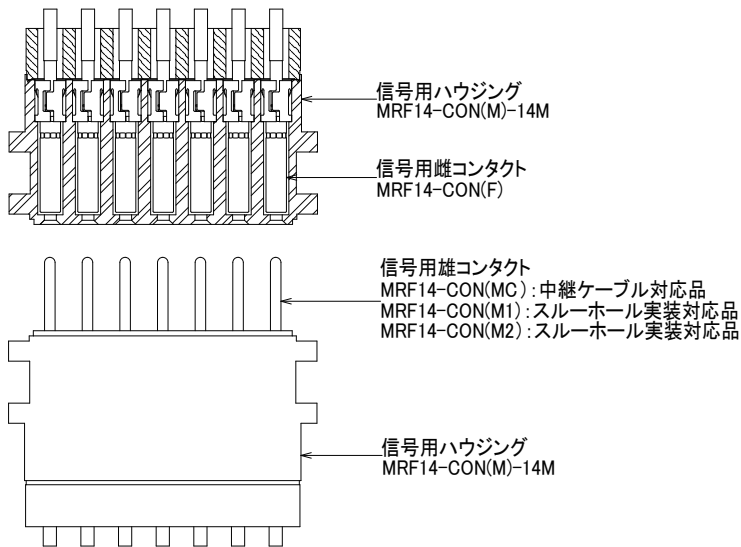 信号用ハウジング
MRF14-CON(M)-14M
信号用雌コンタクト
MRF14-CON(F)
信号用雄コンタクト
MRF14-CON(MC):中継ケーブル対応品
MRF14-CON(M1):スルーホール実装対応品
MRF14-CON(M2):スルーホール実装対応品
信号用ハウジング
MRF14-CON(M)-14M